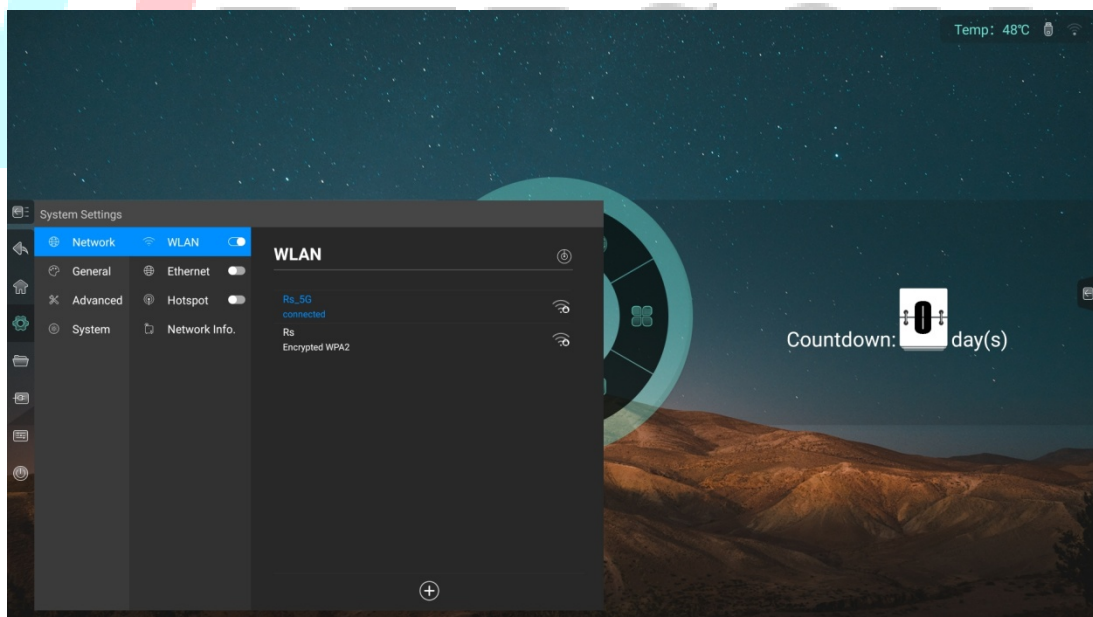 Temp: 48℃
System Settings
Network
WLAN
General
Ethernet
Advanced
Hotspot
System
Network Info.
WLAN
Rs_5G
connected
Rs
Encrypted WPA2
Countdown: 0 day(s)